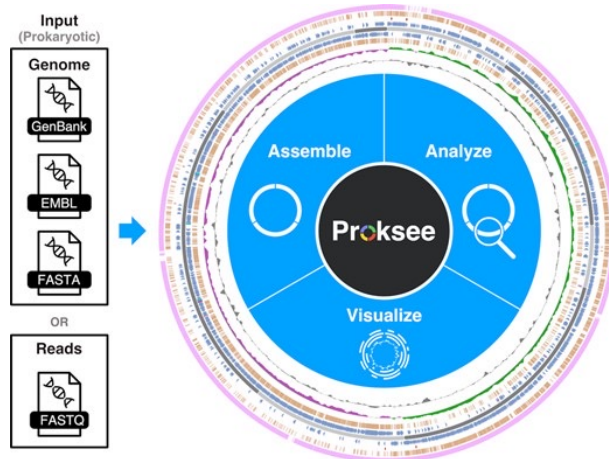 Input
(Prokaryotic)
Genome
GenBank
EMBL
FASTA
OR
Reads
FASTQ
Assemble
Analyze
Proksee
Visualize